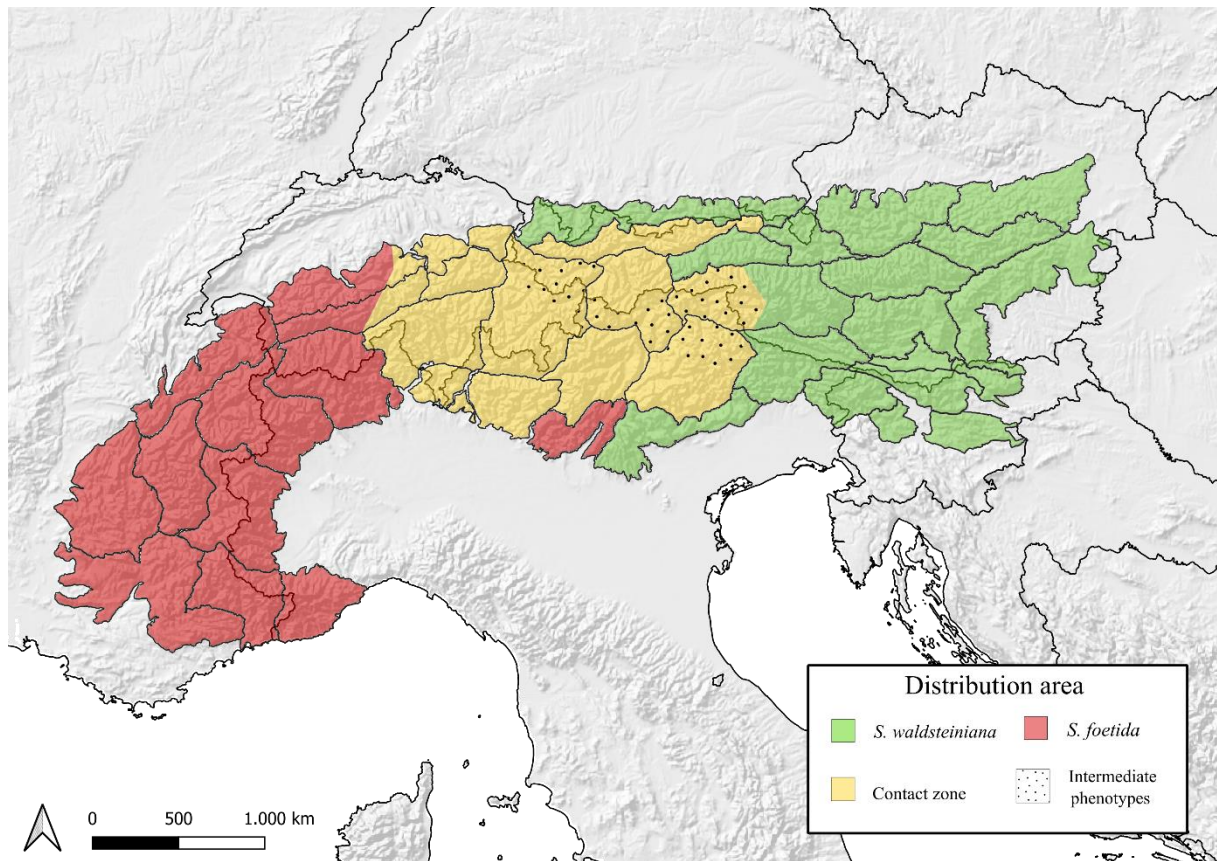 Distribution area
S. waldsteiniana
S. foetida
Contact zone
Intermediate
phenotypes
0 500 1.000 km